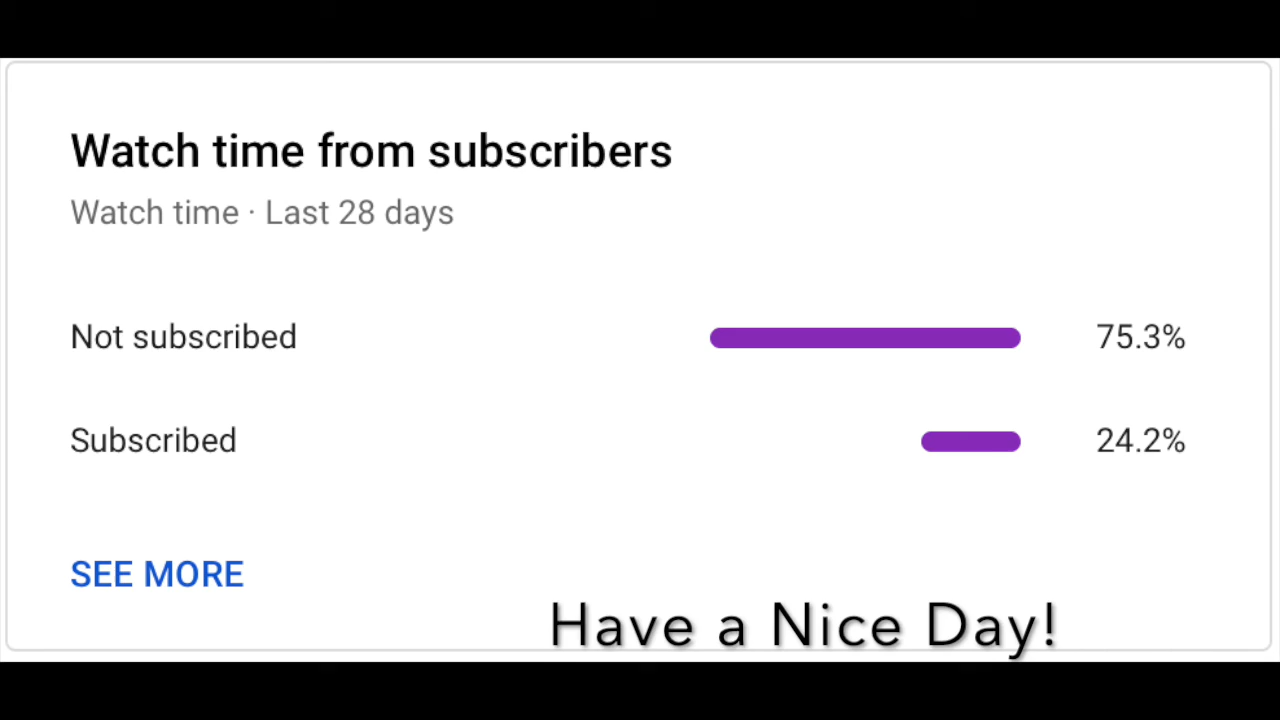 Watch time from subscribers
Watch time · Last 28 days
Not subscribed 75.3%
Subscribed 24.2%
SEE MORE
Have a Nice Day!